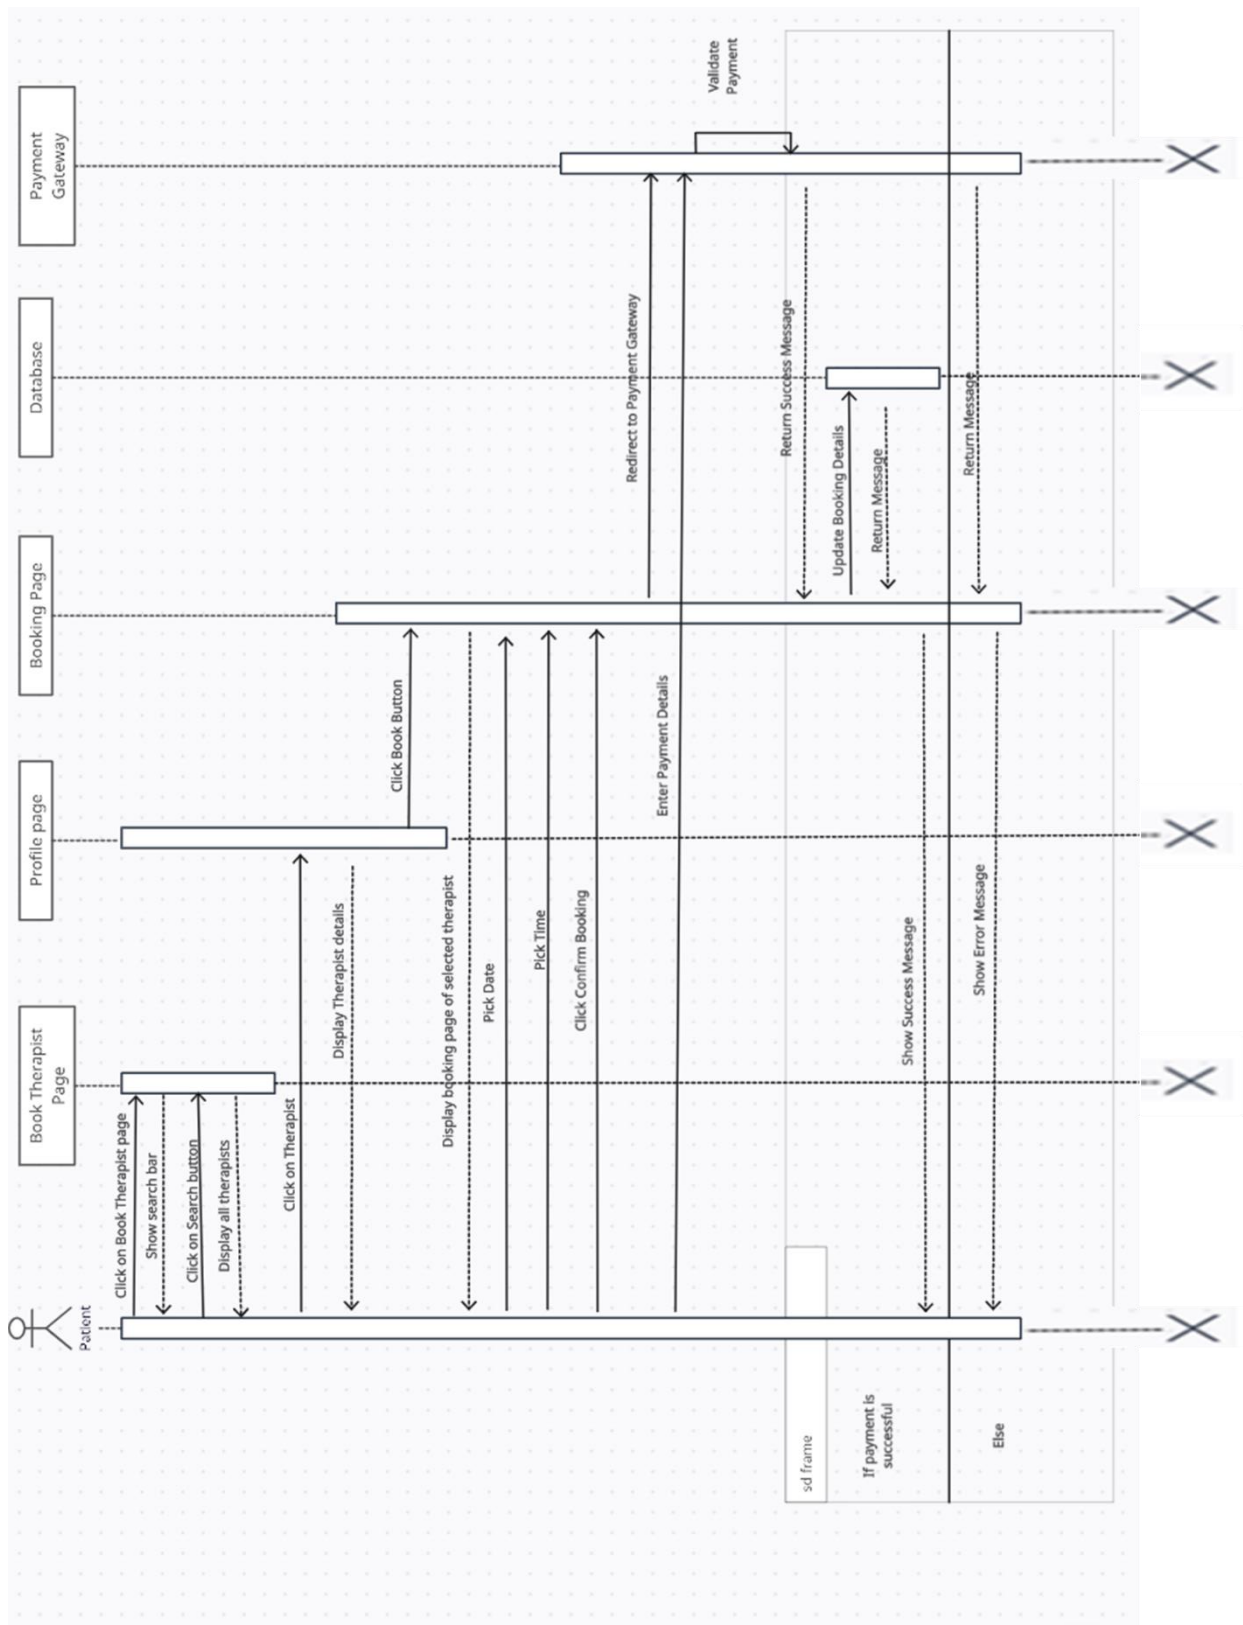 Patient
Book Therapist
Page
Profile page
Booking Page
Database
Payment
Gateway
Click on Book Therapist page
Show search bar
Click on Search button
Display all therapists
Click on Therapist
Display Therapist details
Click Book Button
Display booking page of selected therapist
Pick Date
Pick Time
Click Confirm Booking
Redirect to Payment Gateway
Enter Payment Details
Validate
Payment
sd frame
Return Success Message
If payment is
successful
Update Booking Details
Return Message
Show Success Message
Else
Return Message
Show Error Message